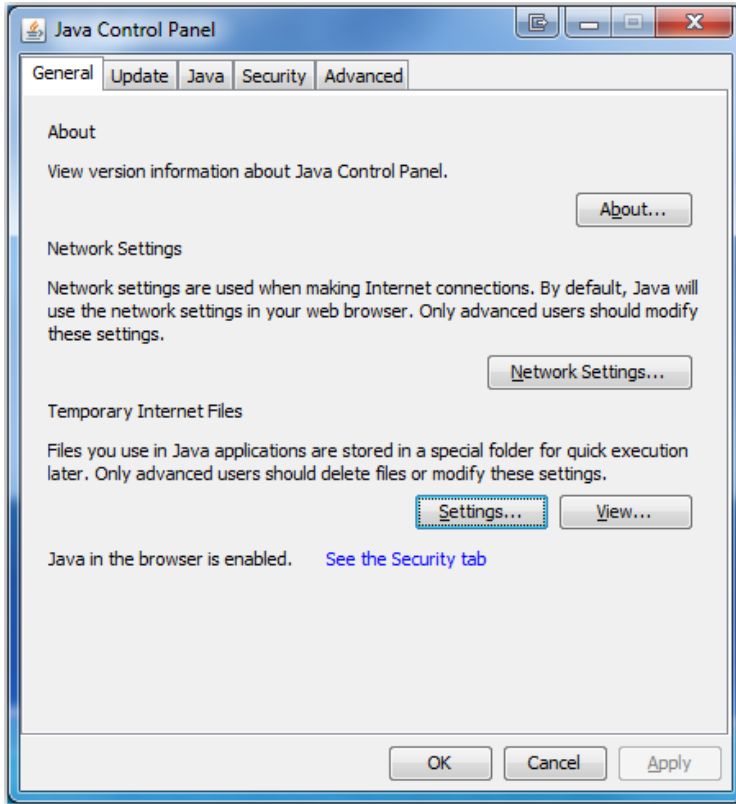 Java Control Panel
General Update Java Security Advanced
About
View version information about Java Control Panel.
About...
Network Settings
Network settings are used when making Internet connections. By default, Java will
use the network settings in your web browser. Only advanced users should modify
these settings.
Network Settings...
Temporary Internet Files
Files you use in Java applications are stored in a special folder for quick execution
later. Only advanced users should delete files or modify these settings.
Settings... View...
Java in the browser is enabled. See the Security tab
OK Cancel Apply